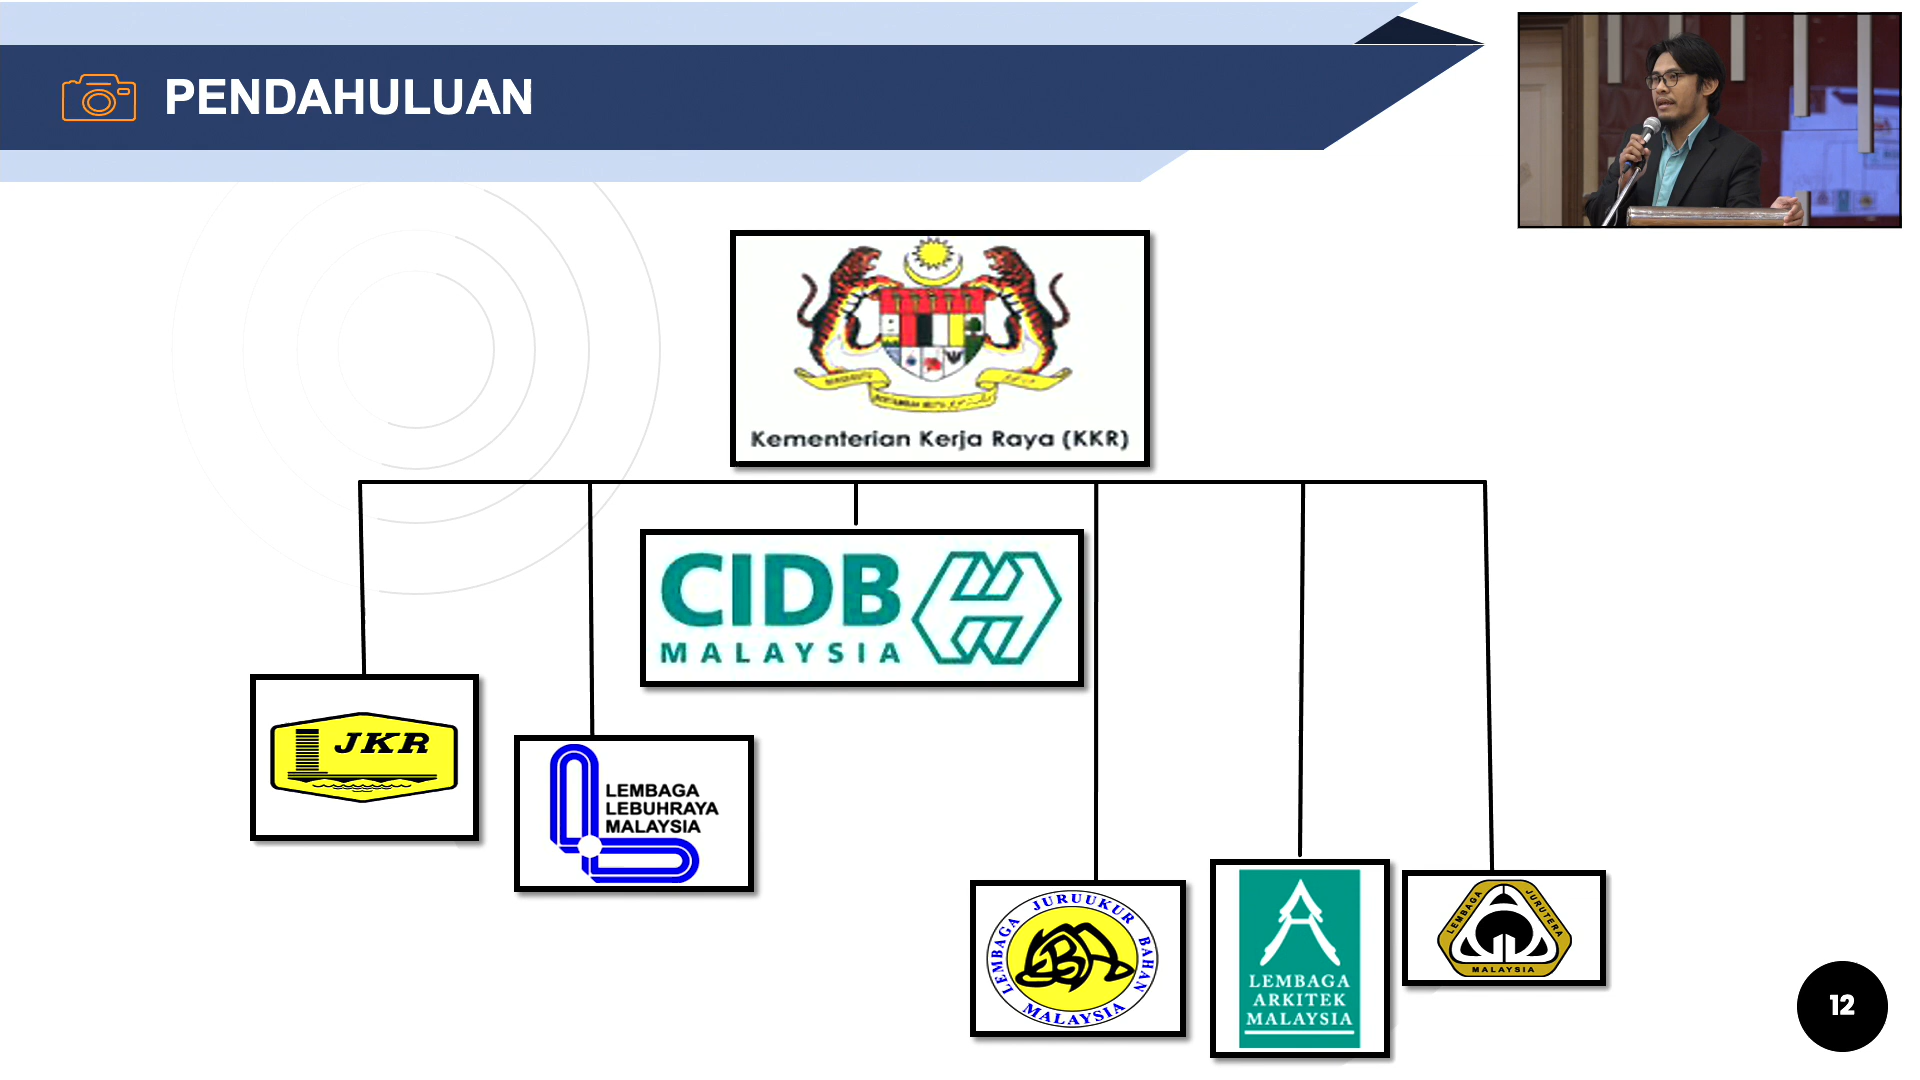 PENDAHULUAN
Kementerian Kerja Raya (KKR)
CIDB
MALAYSIA
JKR
LEMBAGA
LEBUHRAYA
MALAYSIA
LEMBAGA JURUUKUR BAHAN
MALAYSIA
LEMBAGA
ARKITEK
MALAYSIA
LEMBAGA JURUTERA
MALAYSIA
12